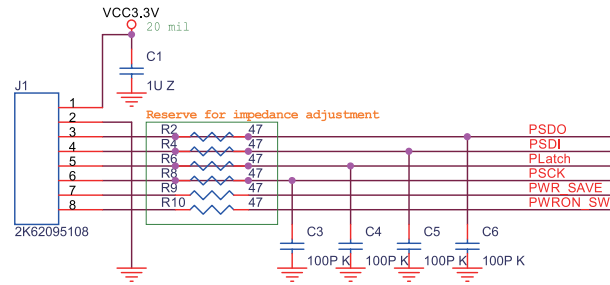 VCC3.3V
20 mil
C1
1U Z
J1
1
2
3
4
5
6
7
8
2K62095108
Reserve for impedance adjustment
R2 47 PSDO
R4 47 PSDI
R6 47 PLatch
R8 47 PSCK
R9 47 PWR_SAVE
R10 47 PWRON_SW
C3 C4 C5 C6
100P K 100P K 100P K 100P K